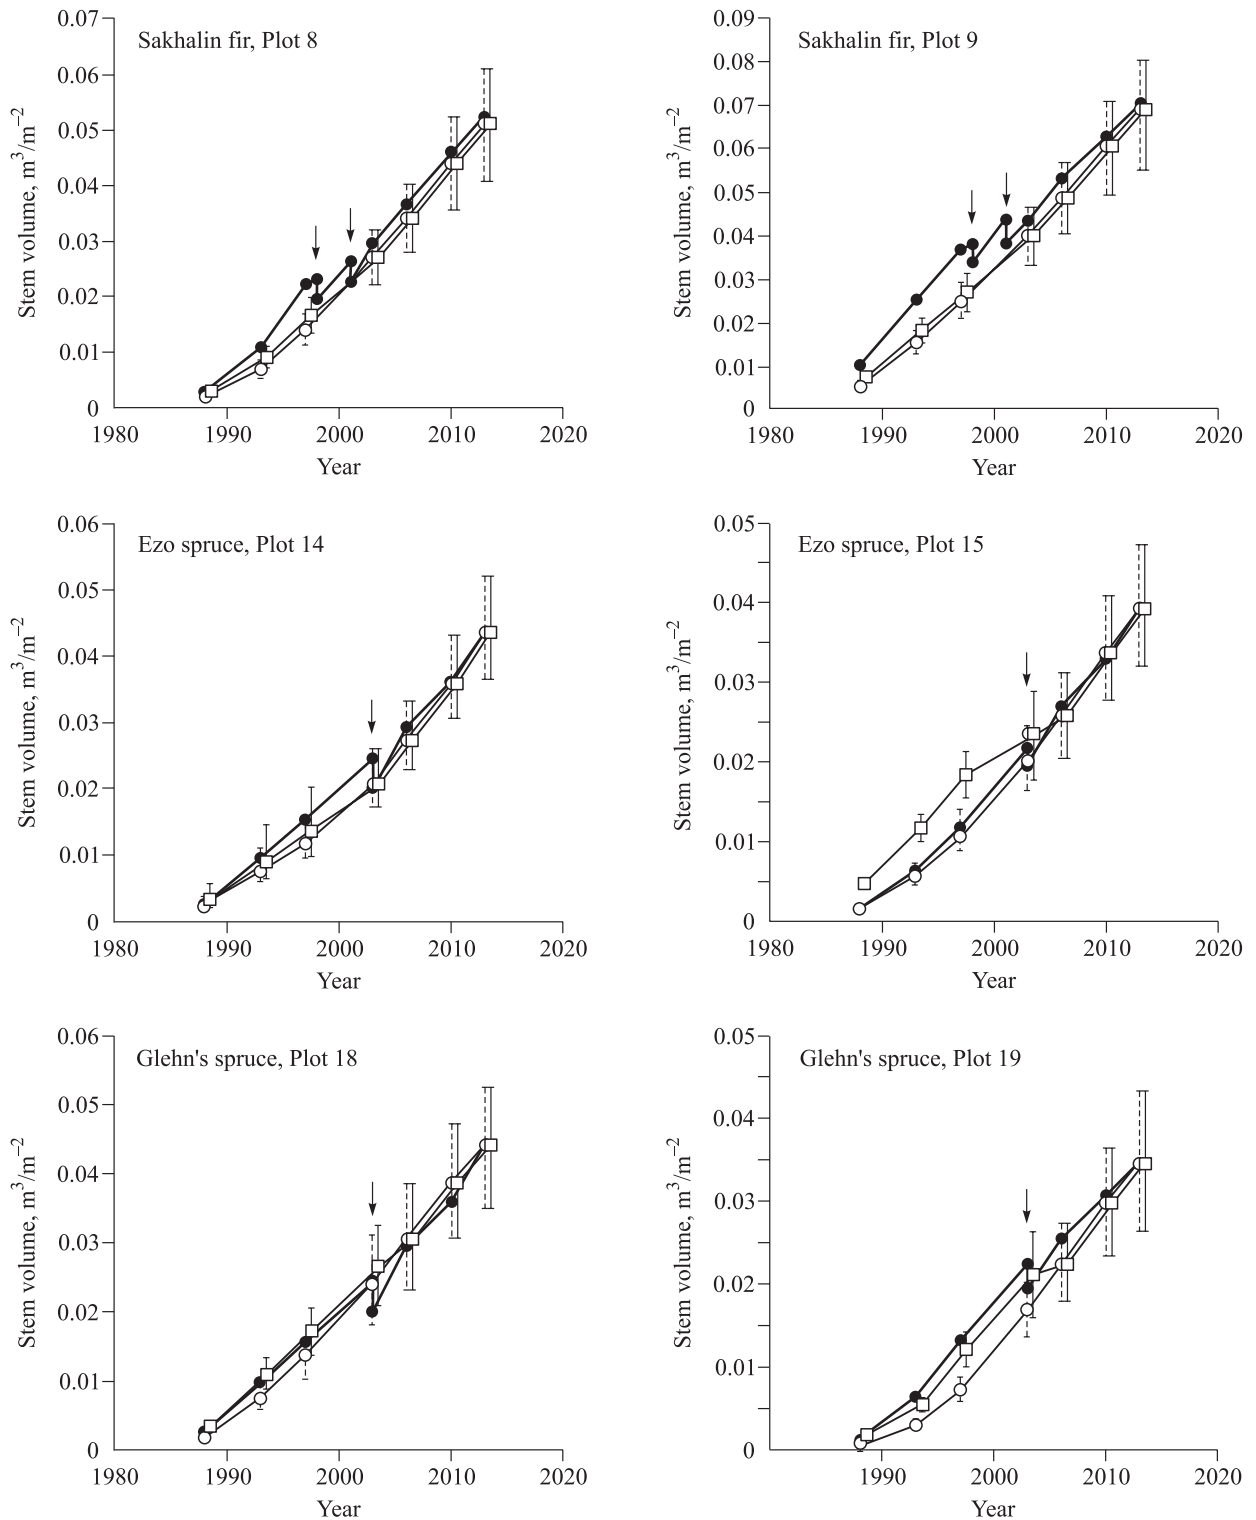 Sakhalin fir, Plot 8
Stem volume, m³/m⁻²
0.07
0.06
0.05
0.04
0.03
0.02
0.01
0
1980 1990 2000 2010 2020
Year
Sakhalin fir, Plot 9
Stem volume, m³/m⁻²
0.09
0.08
0.07
0.06
0.05
0.04
0.03
0.02
0.01
0
1980 1990 2000 2010 2020
Year
Ezo spruce, Plot 14
Stem volume, m³/m⁻²
0.06
0.05
0.04
0.03
0.02
0.01
0
1980 1990 2000 2010 2020
Year
Ezo spruce, Plot 15
Stem volume, m³/m⁻²
0.05
0.04
0.03
0.02
0.01
0
1980 1990 2000 2010 2020
Year
Glehn's spruce, Plot 18
Stem volume, m³/m⁻²
0.06
0.05
0.04
0.03
0.02
0.01
0
1980 1990 2000 2010 2020
Year
Glehn's spruce, Plot 19
Stem volume, m³/m⁻²
0.05
0.04
0.03
0.02
0.01
0
1990 2000 2010 2020
Year